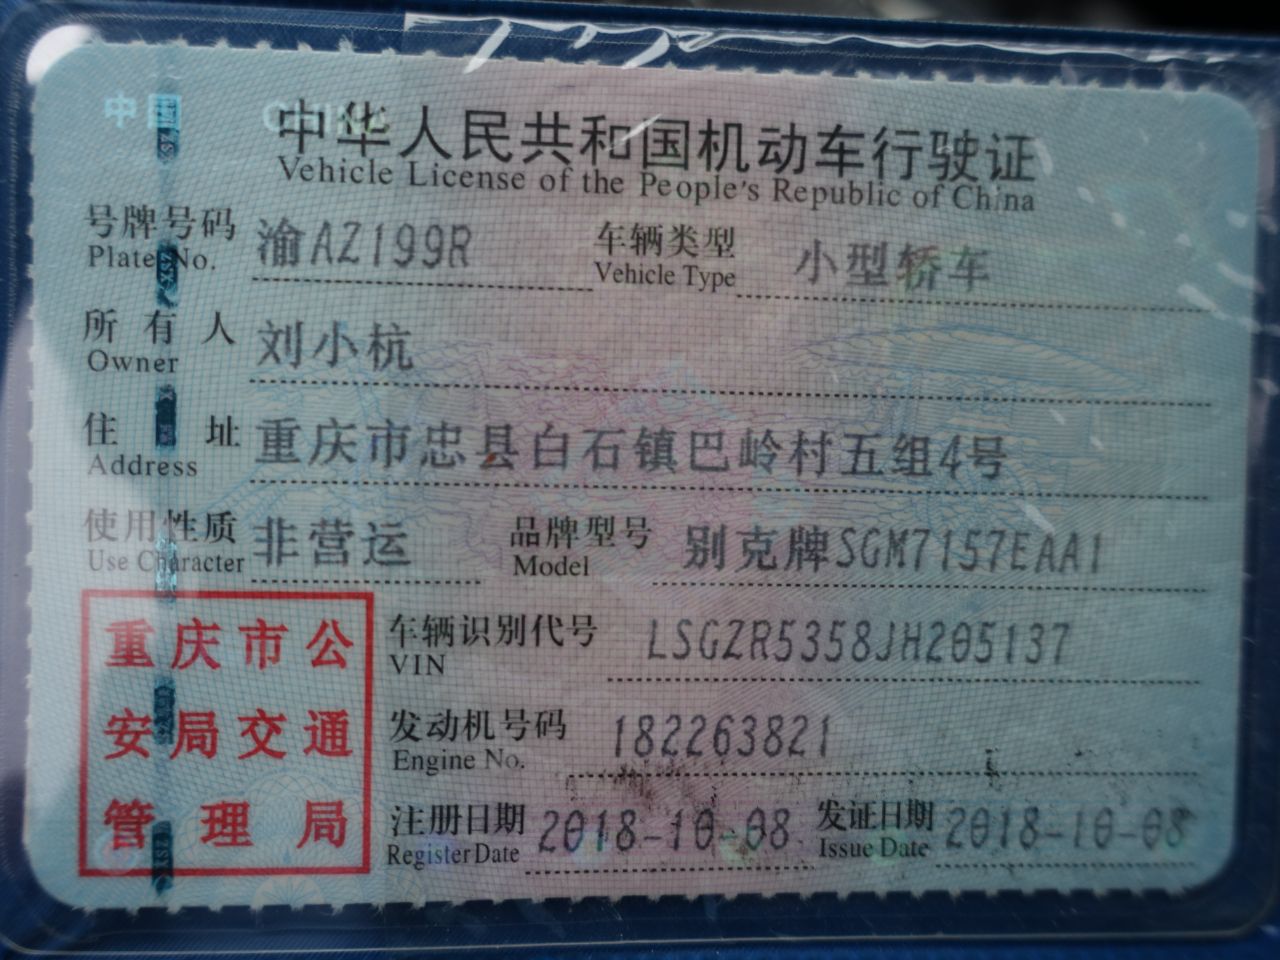 中国 CHINA
中华人民共和国机动车行驶证
Vehicle License of the People's Republic of China
号牌号码 渝AZ199R 车辆类型 小型轿车
Plate No. Vehicle Type
所有人 刘小杭
Owner
住址 重庆市忠县白石镇巴岭村五组4号
Address
使用性质 非营运 品牌型号 别克牌SGM7157EAA1
Use Character Model
重庆市公
安局交通
管理局
车辆识别代号 LSGZR5358JH205137
VIN
发动机号码 182263821
Engine No.
注册日期 2018-10-08 发证日期 2018-10-08
Register Date Issue Date